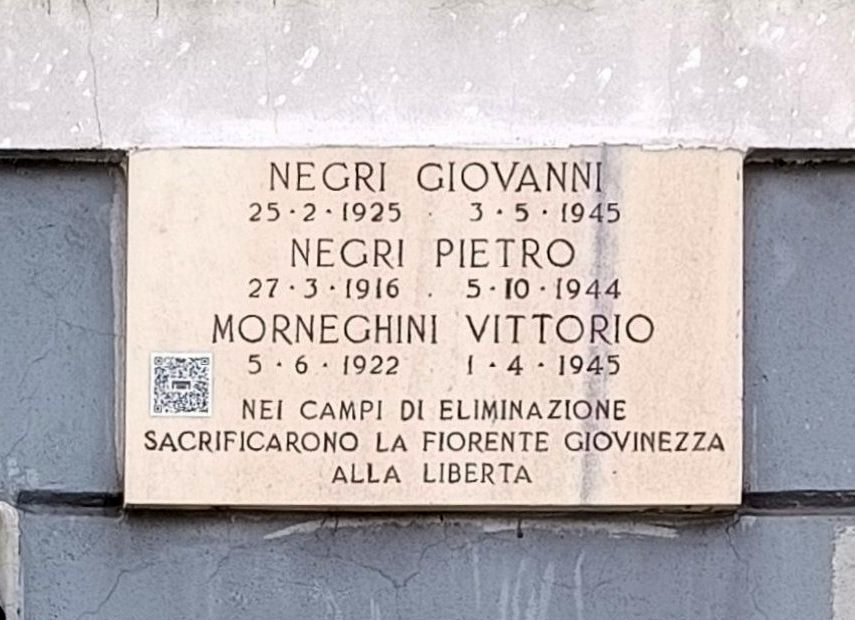 NEGRI GIOVANNI
25·2·1925 · 3·5·1945
NEGRI PIETRO
27·3·1916 · 5·10·1944
MORNEGHINI VITTORIO
5·6·1922 1·4·1945
NEI CAMPI DI ELIMINAZIONE
SACRIFICARONO LA FIORENTE GIOVINEZZA
ALLA LIBERTA